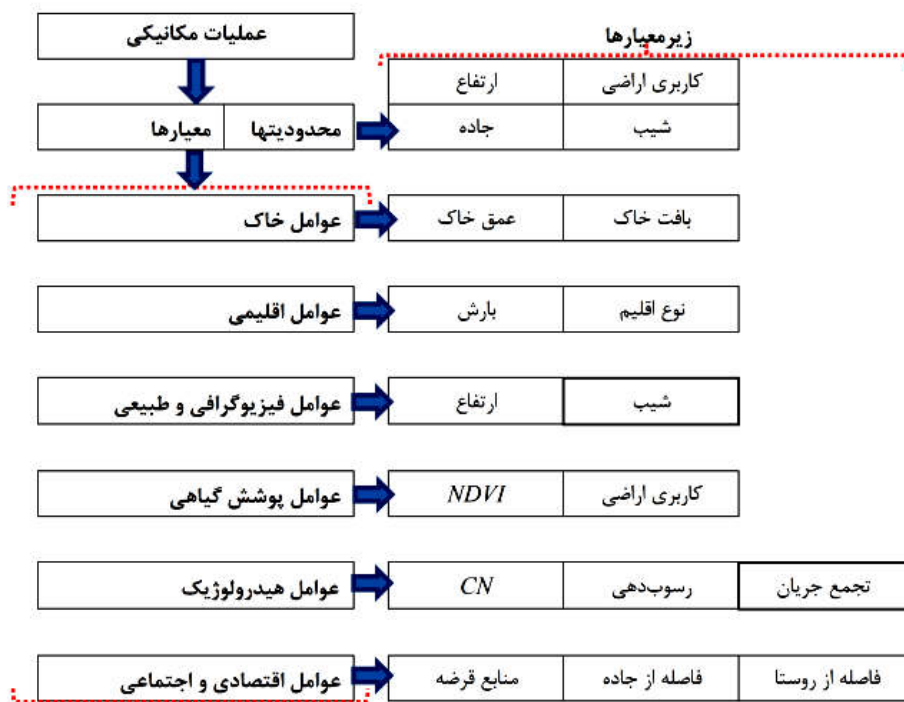 عملیات مکانیکی
زیرمعیارها
ارتفاع
کاربری اراضی
معیارها
محدودیتها
جاده
شیب
عوامل خاک
عمق خاک
بافت خاک
عوامل اقلیمی
بارش
نوع اقلیم
عوامل فیزیوگرافی و طبیعی
ارتفاع
شیب
عوامل پوشش گیاهی
NDVI
کاربری اراضی
عوامل هیدرولوژیک
CN
رسوب‌دهی
تجمع جریان
عوامل اقتصادی و اجتماعی
منابع قرضه
فاصله از جاده
فاصله از روستا